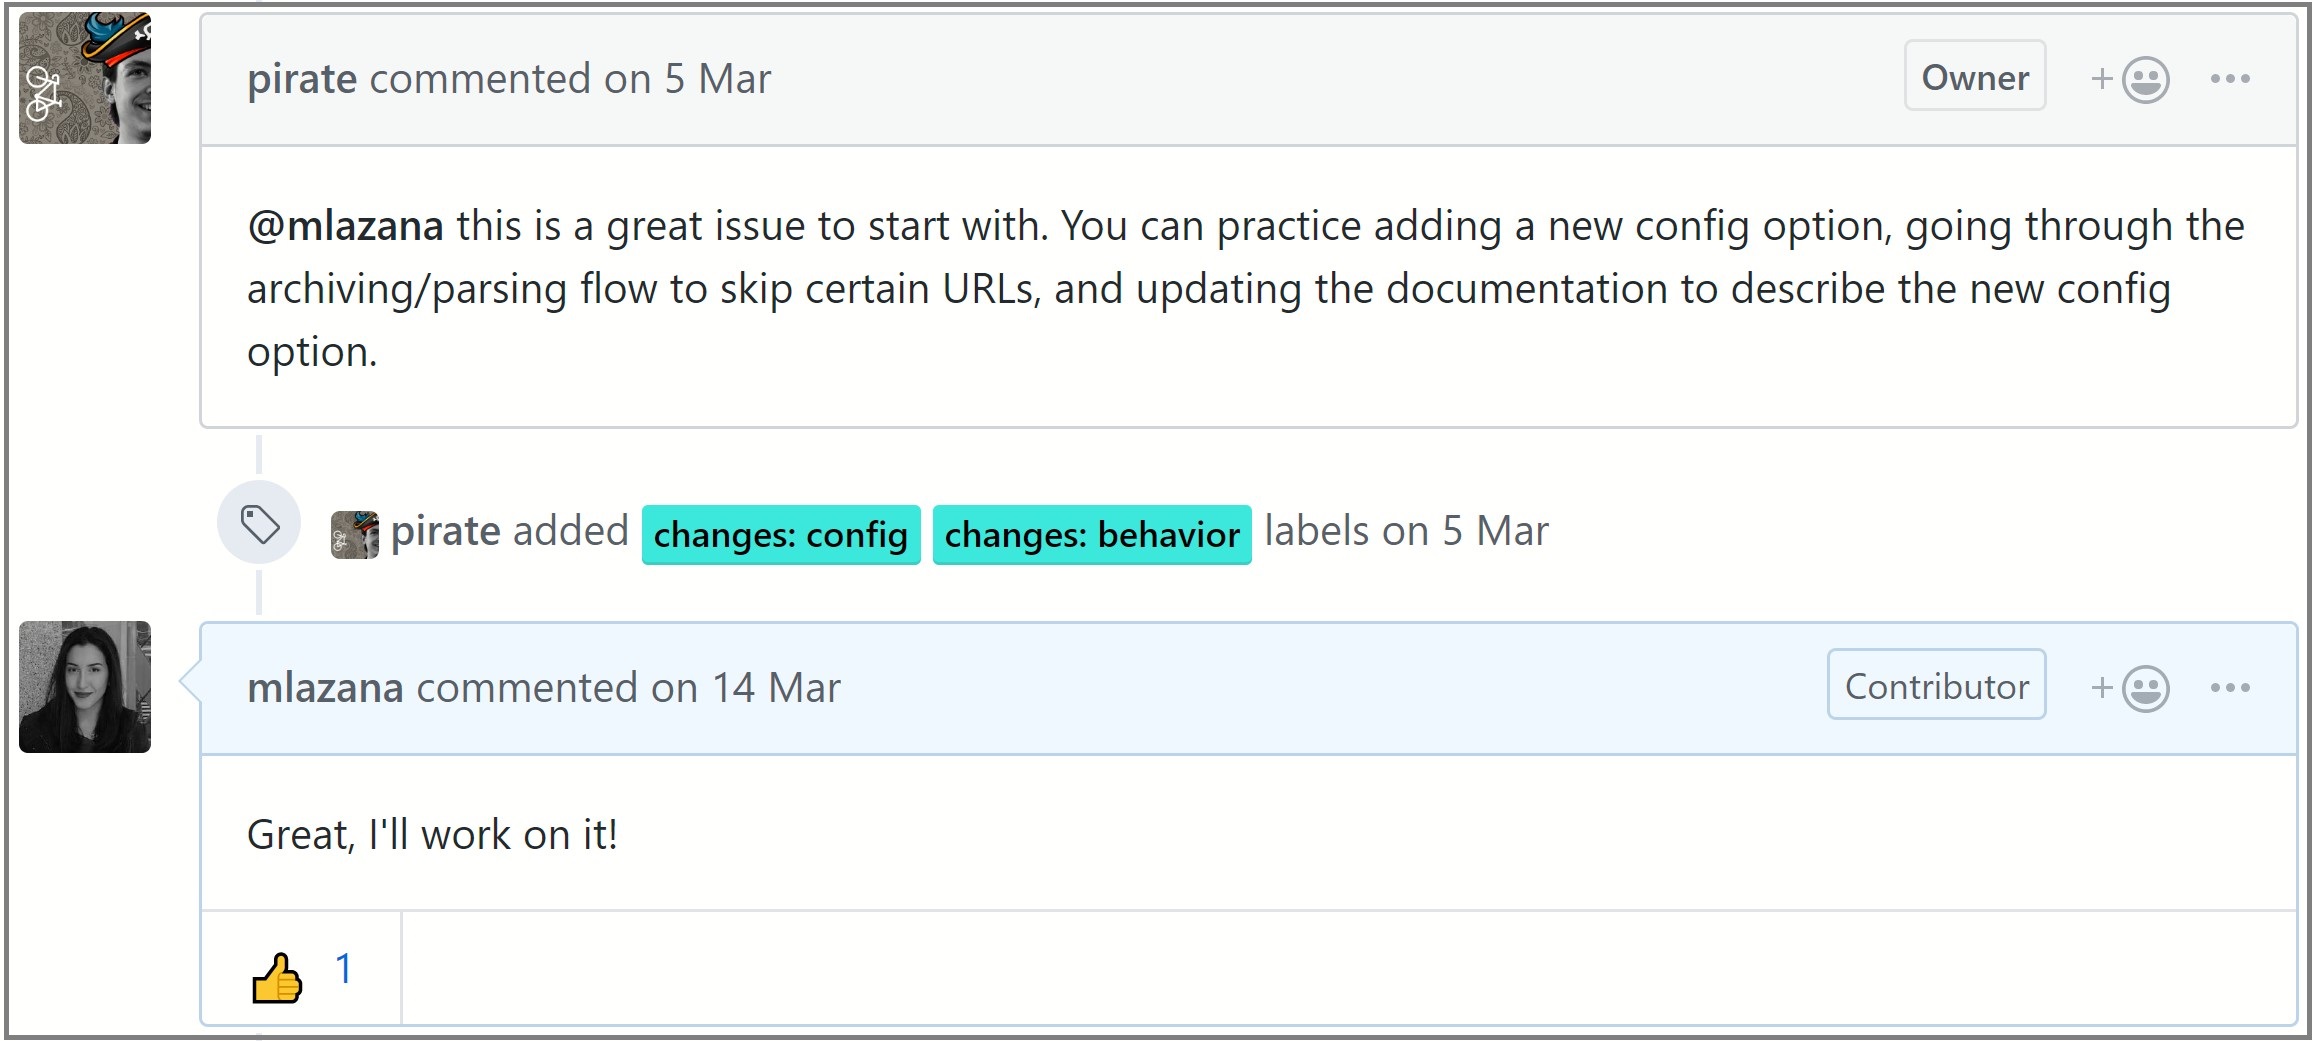 pirate commented on 5 Mar
Owner
@mlazana this is a great issue to start with. You can practice adding a new config option, going through the
archiving/parsing flow to skip certain URLs, and updating the documentation to describe the new config
option.
pirate added changes: config changes: behavior labels on 5 Mar
mlazana commented on 14 Mar
Contributor
Great, I'll work on it!
1